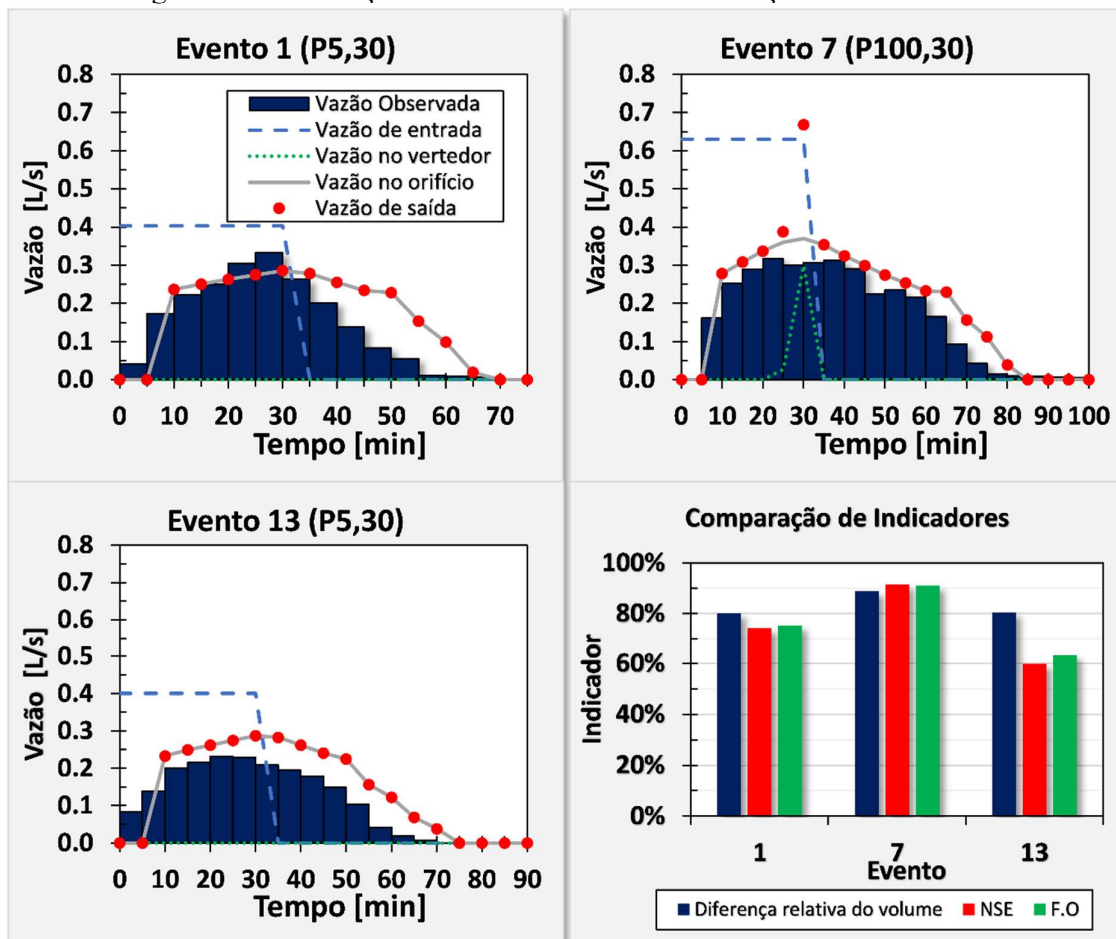 Evento 1 (P5,30)
0.8
0.7
0.6
0.5
0.4
0.3
0.2
0.1
0.0
Vazão [L/s]
Vazão Observada
Vazão de entrada
Vazão no vertedor
Vazão no orifício
Vazão de saída
0 10 20 30 40 50 60 70
Tempo [min]
Evento 7 (P100,30)
0.8
0.7
0.6
0.5
0.4
0.3
0.2
0.1
0.0
Vazão [L/s]
0 10 20 30 40 50 60 70 80 90 100
Tempo [min]
Evento 13 (P5,30)
0.8
0.7
0.6
0.5
0.4
0.3
0.2
0.1
0.0
Vazão [L/s]
0 10 20 30 40 50 60 70 80 90
Tempo [min]
Comparação de Indicadores
100%
80%
60%
40%
20%
0%
Indicador
1 7 13
Evento
Diferença relativa do volume NSE F.O